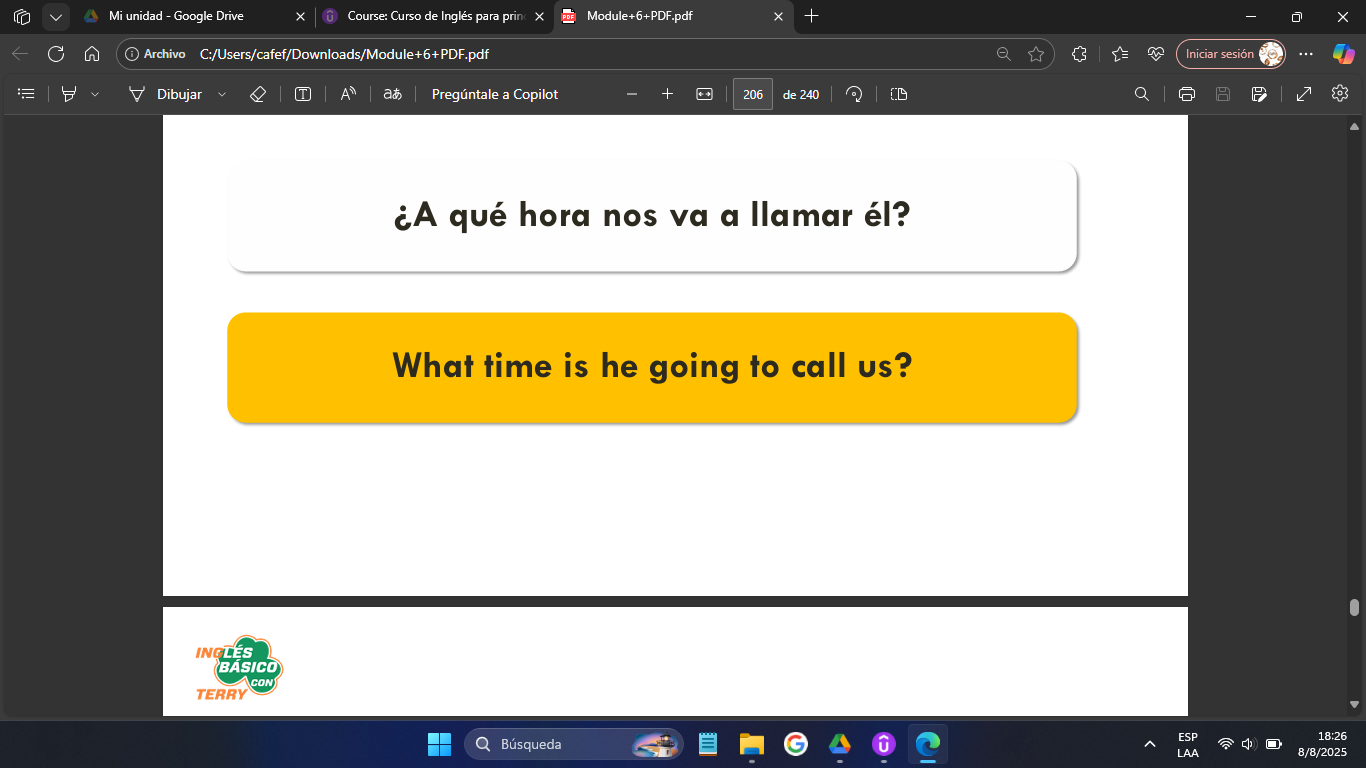 Mi unidad - Google Drive
Course: Curso de Inglés para prin
Module+6+PDF.pdf
Archivo C:/Users/cafef/Downloads/Module+6+PDF.pdf
Iniciar sesión
Dibujar
Pregúntale a Copilot
206 de 240
¿A qué hora nos va a llamar él?
What time is he going to call us?
INGLÉS
BÁSICO
CON
TERRY
Búsqueda
ESP
LAA
18:26
8/8/2025